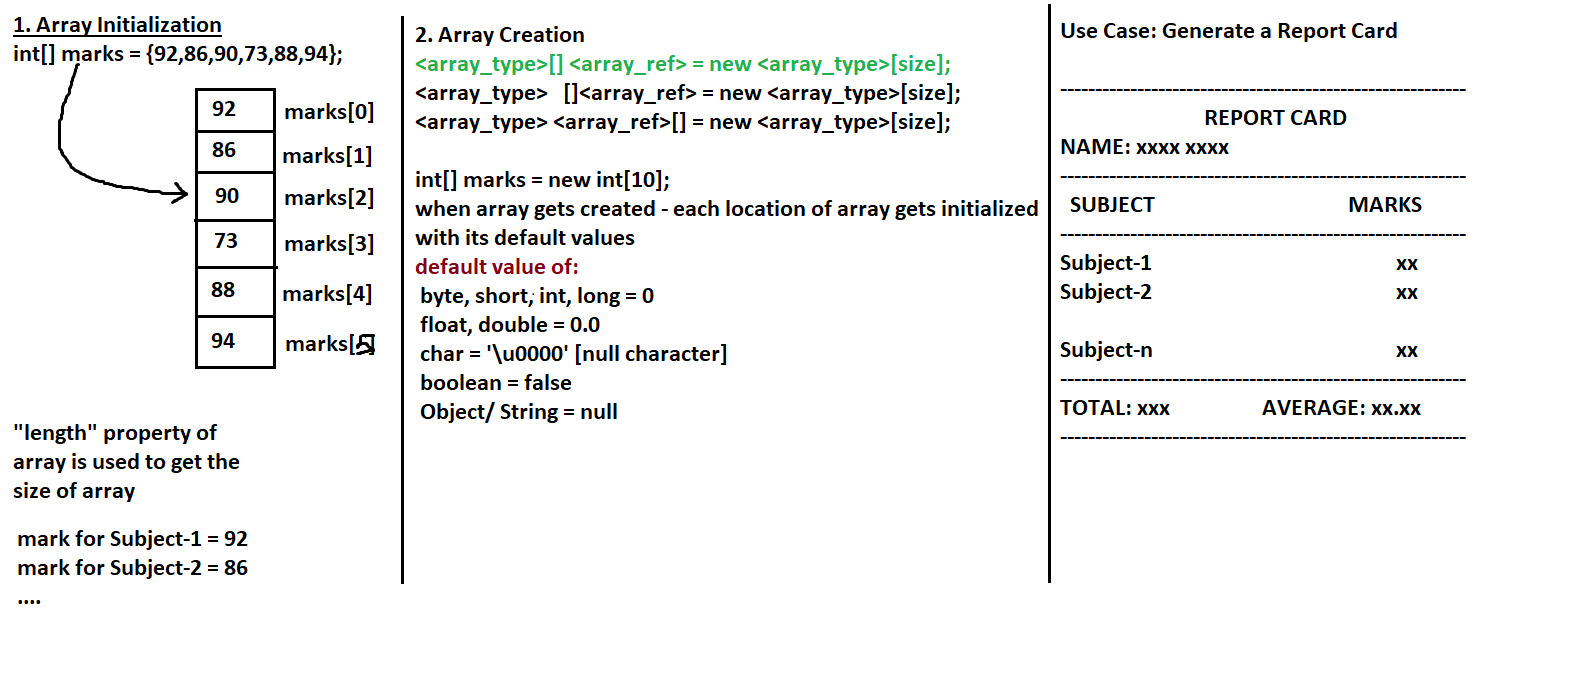 1. Array Initialization
int[] marks = {92,86,90,73,88,94};
92 marks[0]
86 marks[1]
90 marks[2]
73 marks[3]
88 marks[4]
94 marks[5]
"length" property of
array is used to get the
size of array
mark for Subject-1 = 92
mark for Subject-2 = 86
....
2. Array Creation
<array_type>[] <array_ref> = new <array_type>[size];
<array_type> []<array_ref> = new <array_type>[size];
<array_type> <array_ref>[] = new <array_type>[size];
int[] marks = new int[10];
when array gets created - each location of array gets initialized
with its default values
default value of:
byte, short, int, long = 0
float, double = 0.0
char = '\u0000' [null character]
boolean = false
Object/ String = null
Use Case: Generate a Report Card
----------------------------------------------------------
REPORT CARD
NAME: xxxx xxxx
----------------------------------------------------------
SUBJECT MARKS
----------------------------------------------------------
Subject-1 xx
Subject-2 xx
Subject-n xx
----------------------------------------------------------
TOTAL: xxx AVERAGE: xx.xx
----------------------------------------------------------